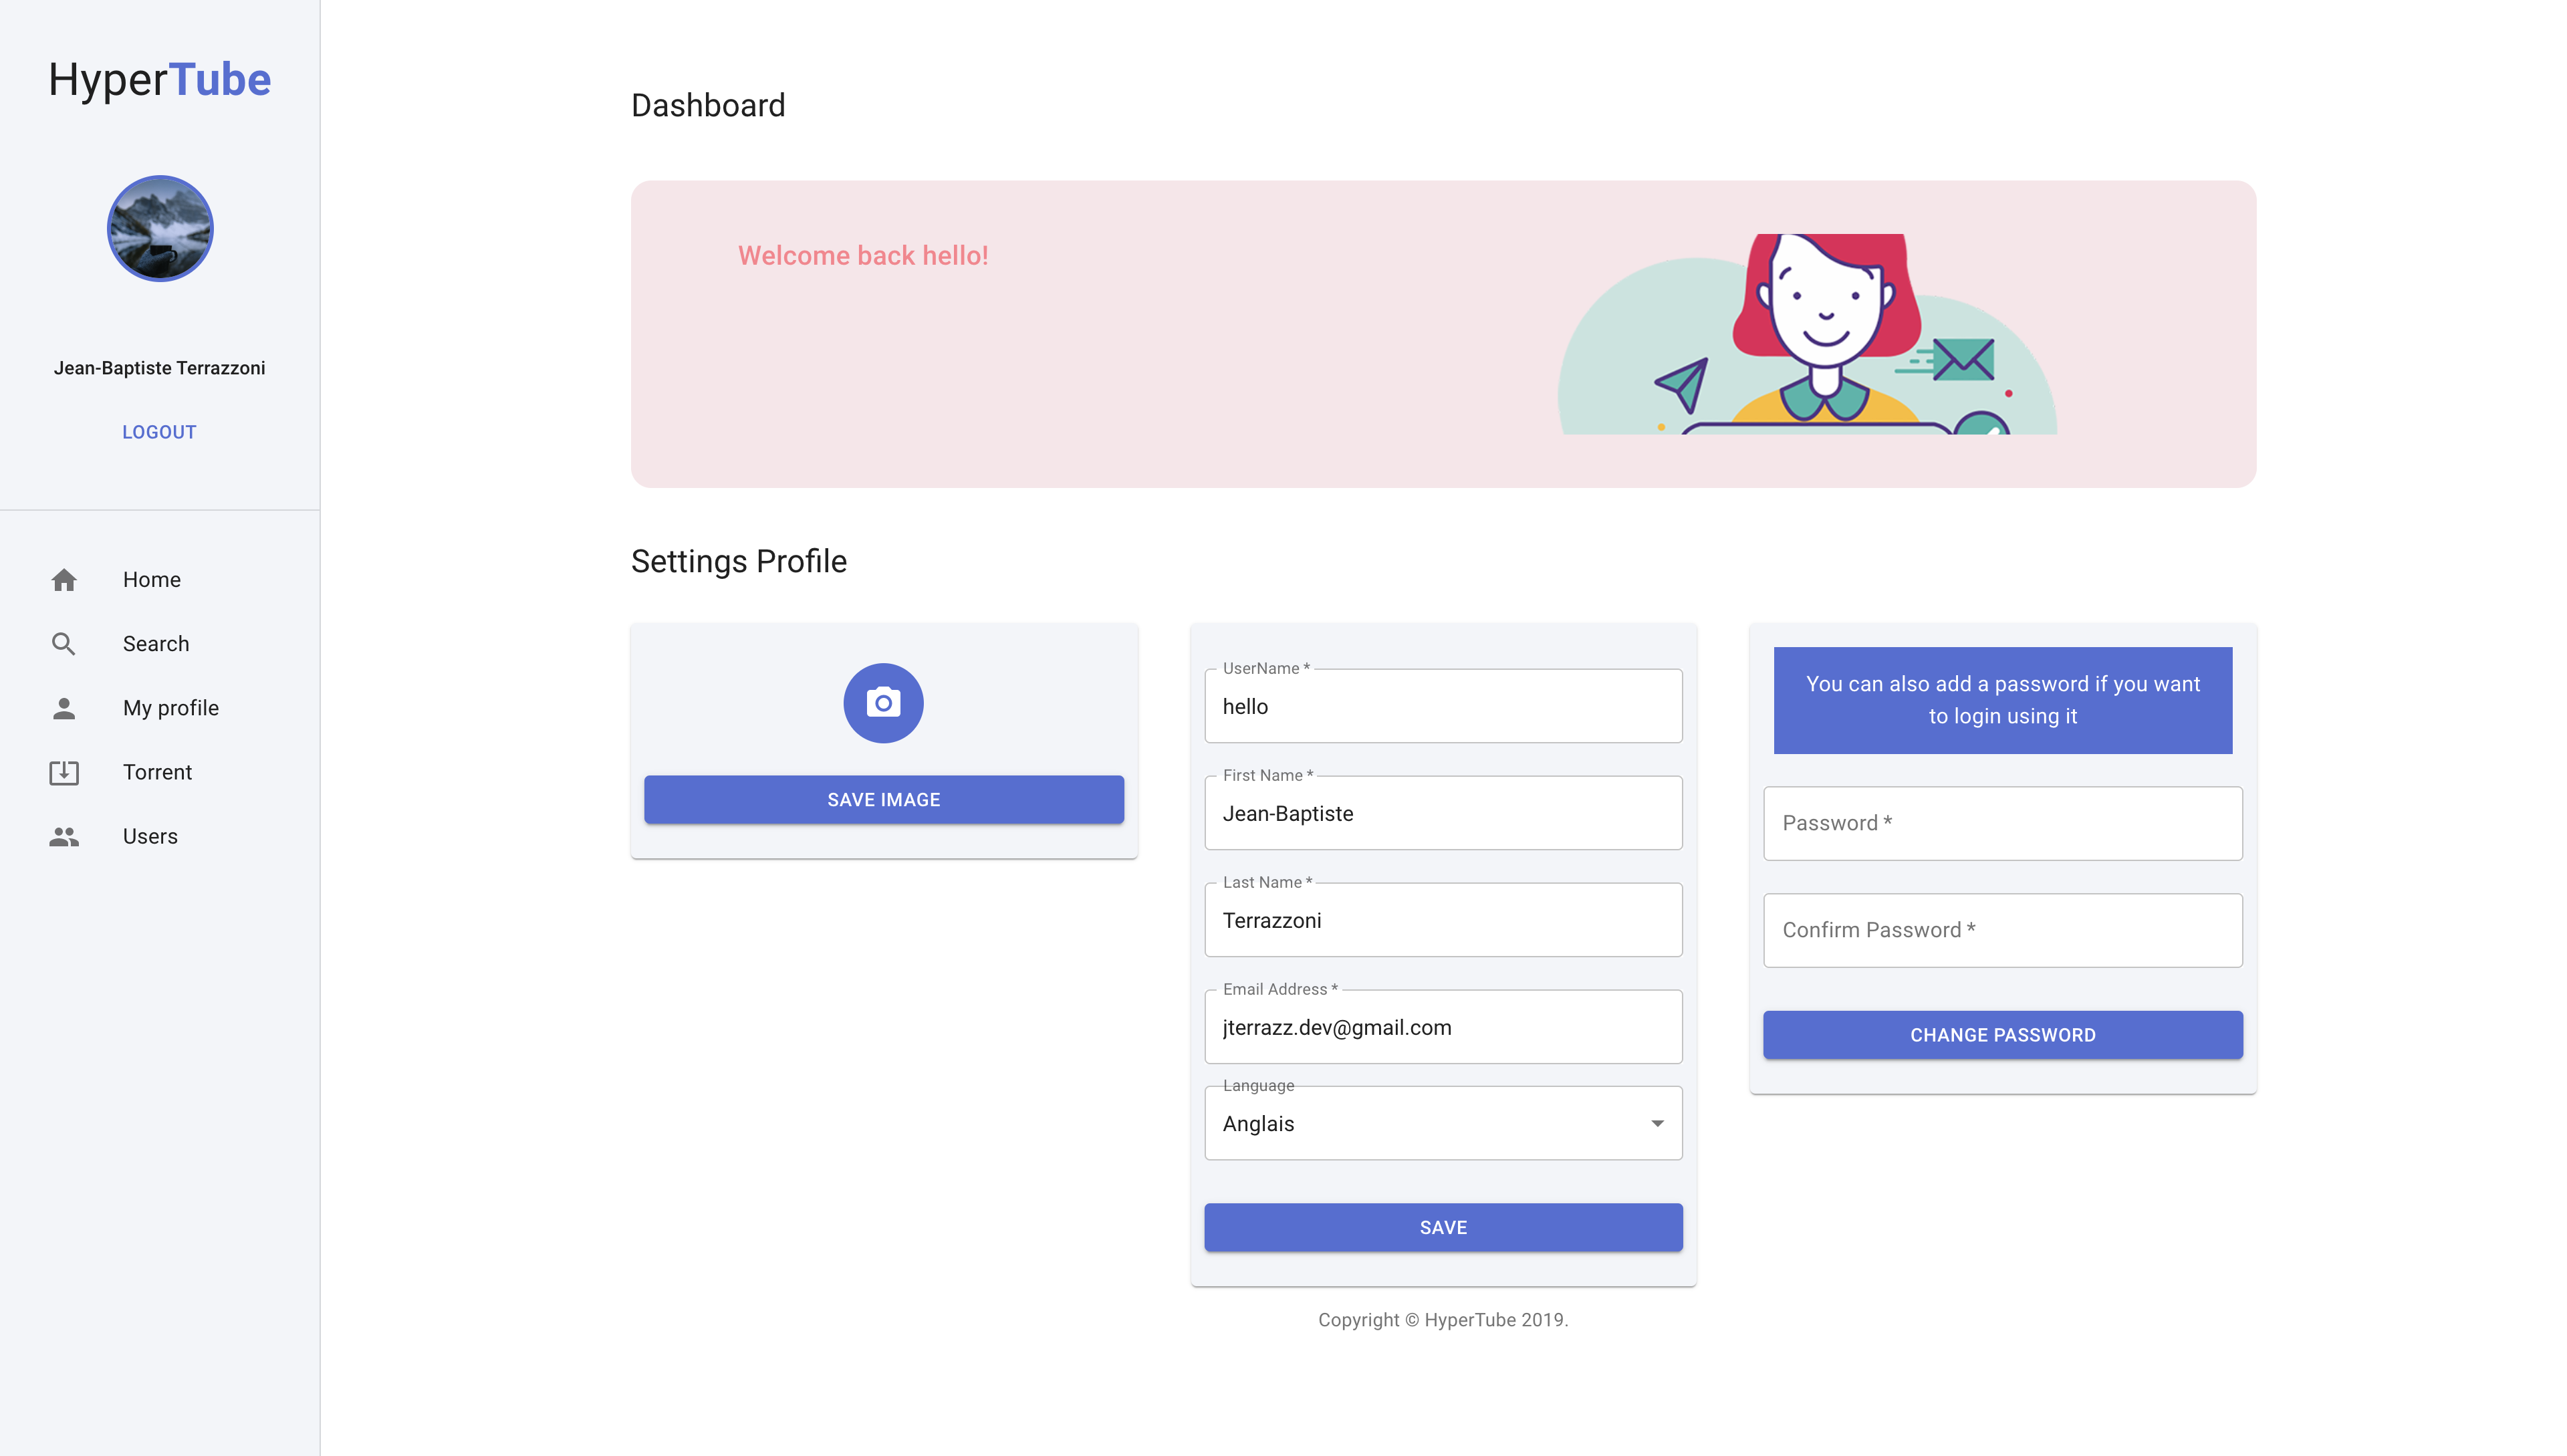 HyperTube
Jean-Baptiste Terrazzoni
LOGOUT
Home
Search
My profile
Torrent
Users
Dashboard
Welcome back hello!
Settings Profile
SAVE IMAGE
UserName *
hello
First Name *
Jean-Baptiste
Last Name *
Terrazzoni
Email Address *
jterrazz.dev@gmail.com
Language
Anglais
SAVE
You can also add a password if you want
to login using it
Password *
Confirm Password *
CHANGE PASSWORD
Copyright © HyperTube 2019.